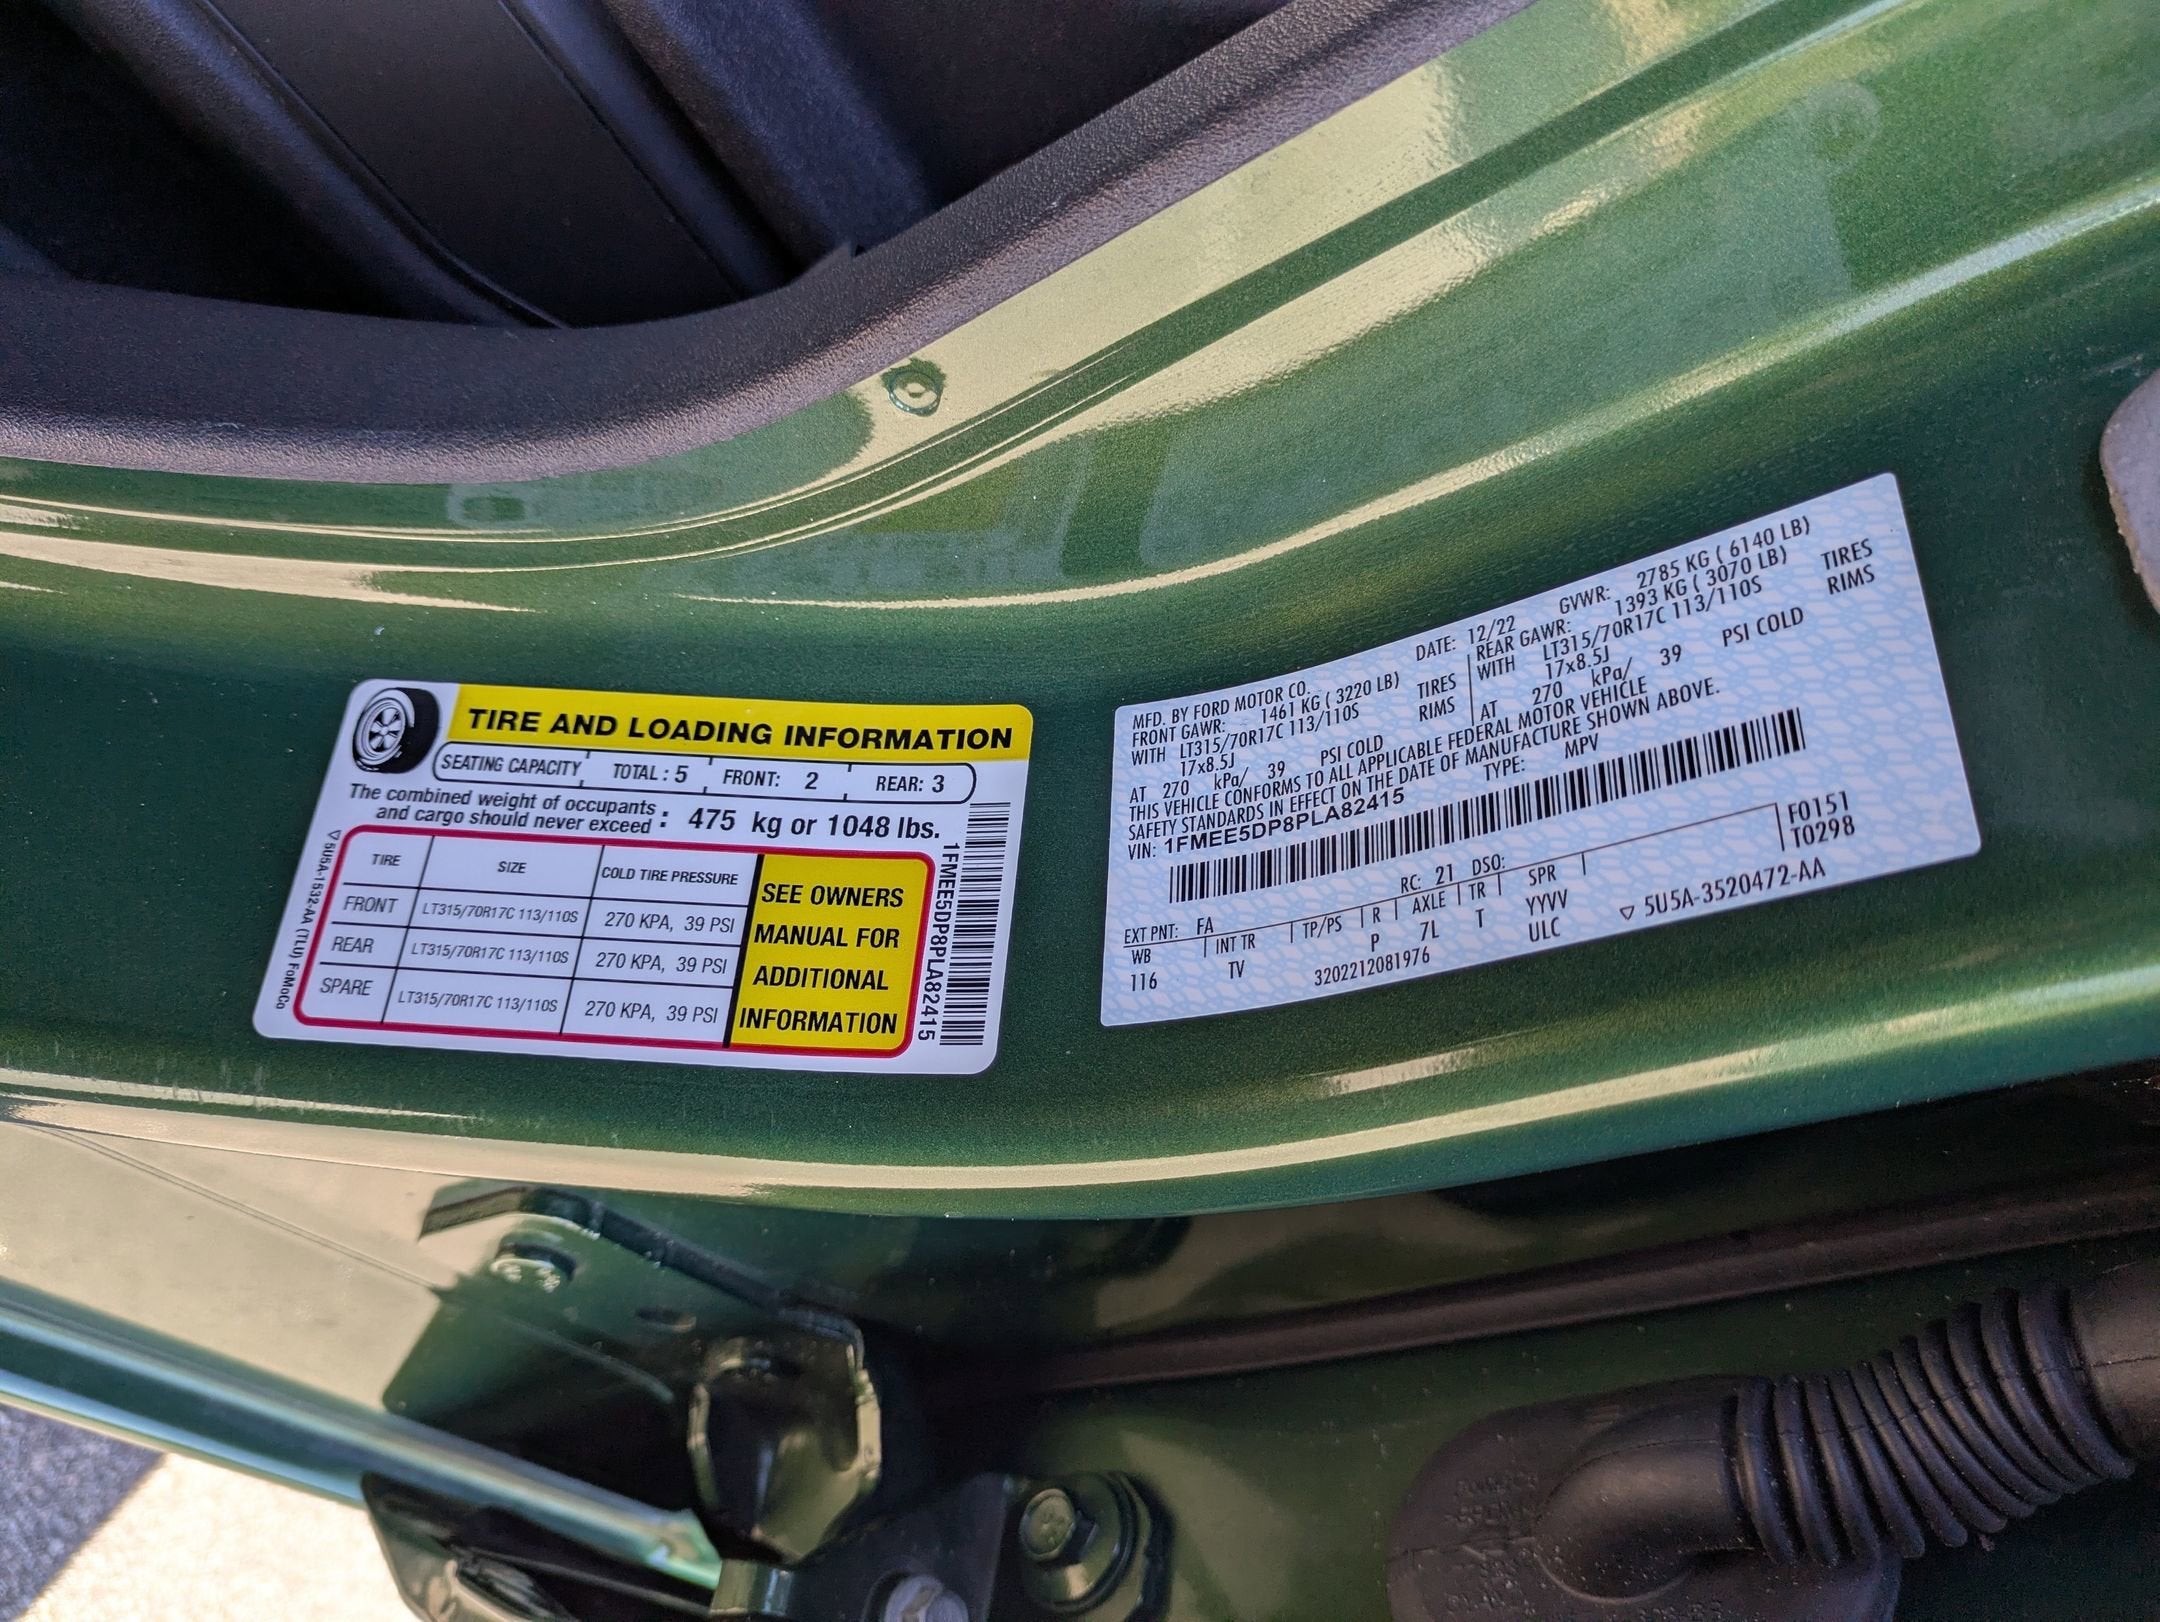 TIRE AND LOADING INFORMATION
SEATING CAPACITY TOTAL : 5 FRONT: 2 REAR: 3
The combined weight of occupants
and cargo should never exceed : 475 kg or 1048 lbs.
TIRE SIZE COLD TIRE PRESSURE
FRONT LT315/70R17C 113/110S 270 KPA, 39 PSI
REAR LT315/70R17C 113/110S 270 KPA, 39 PSI
SPARE LT315/70R17C 113/110S 270 KPA, 39 PSI
SEE OWNERS
MANUAL FOR
ADDITIONAL
INFORMATION
5U5A-1532-AA (TLU) FoMoCo
1FMEE5DP8PLA82415
MFD. BY FORD MOTOR CO. DATE: 12/22 GVWR: 2785 KG ( 6140 LB)
FRONT GAWR: 1461 KG ( 3220 LB) REAR GAWR: 1393 KG ( 3070 LB)
WITH LT315/70R17C 113/110S TIRES WITH LT315/70R17C 113/110S TIRES
17x8.5J RIMS 17x8.5J RIMS
AT 270 kPa/ 39 PSI COLD AT 270 kPa/ 39 PSI COLD
THIS VEHICLE CONFORMS TO ALL APPLICABLE FEDERAL MOTOR VEHICLE
SAFETY STANDARDS IN EFFECT ON THE DATE OF MANUFACTURE SHOWN ABOVE.
VIN: 1FMEE5DP8PLA82415 TYPE: MPV
F0151
T0298
EXT PNT: FA RC: 21 DSO:
WB INT TR TP/PS R AXLE TR SPR
116 TV P 7L T YYVV
3202212081976 ULC 5U5A-3520472-AA